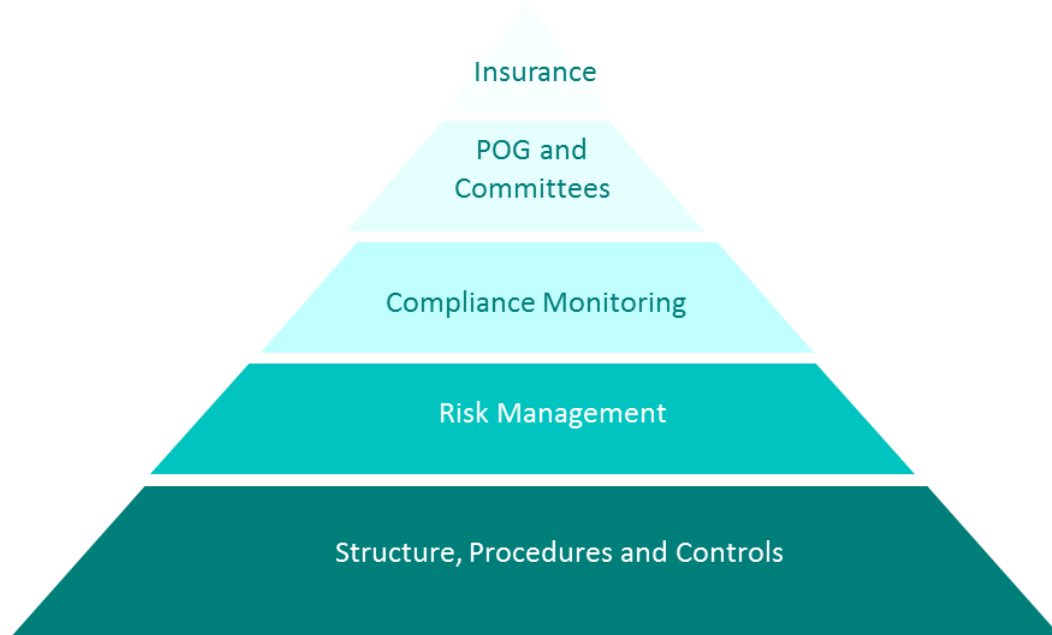 Insurance
POG and
Committees
Compliance Monitoring
Risk Management
Structure, Procedures and Controls